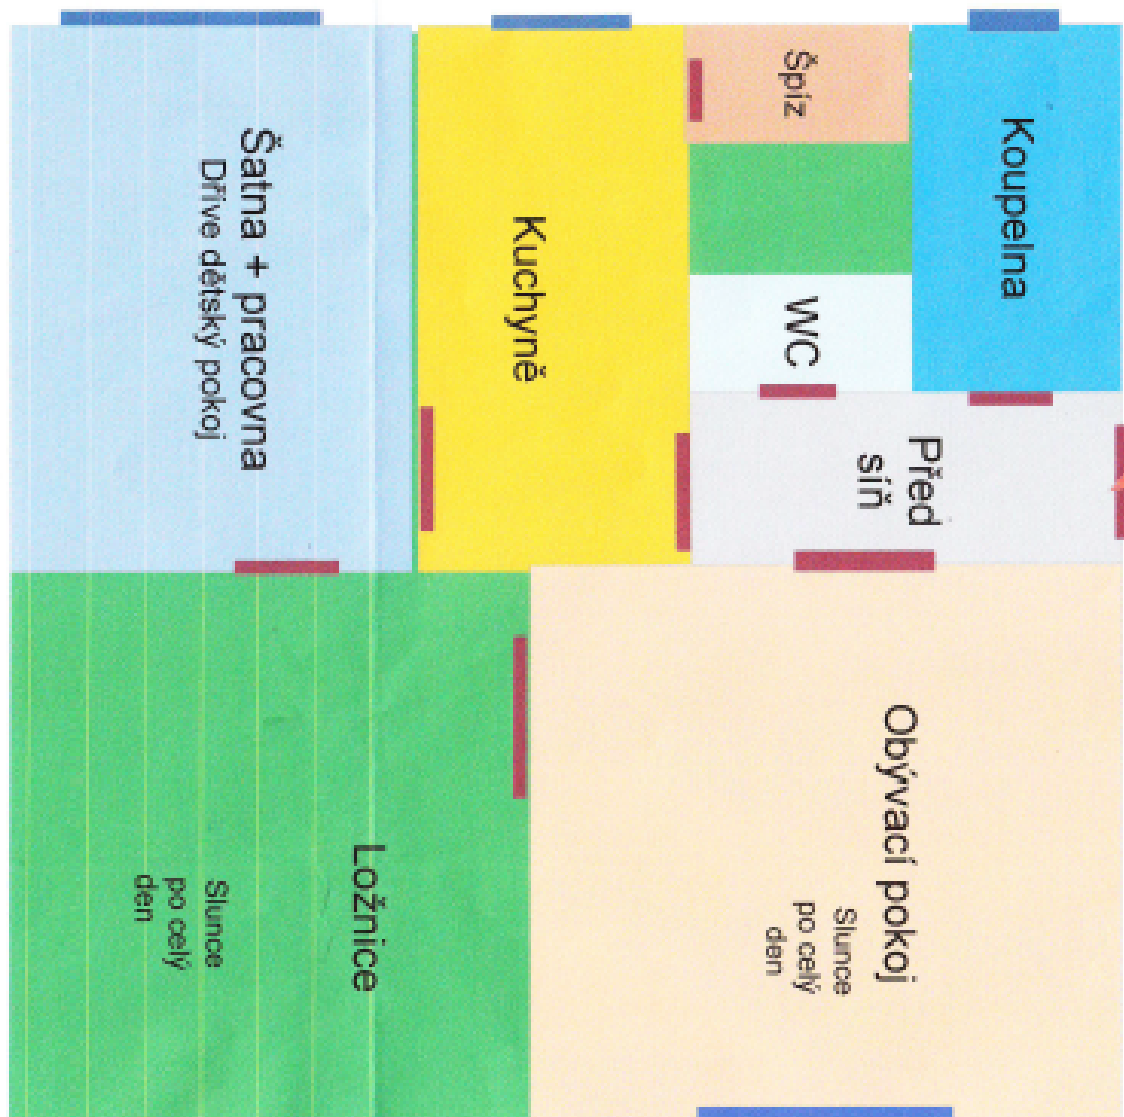 Koupelna
Špiz
WC
Kuchyně
Šatna + pracovna
Dříve dětský pokoj
Před
síň
Obývací pokoj
Slunce
po celý
den
Ložnice
Slunce
po celý
den